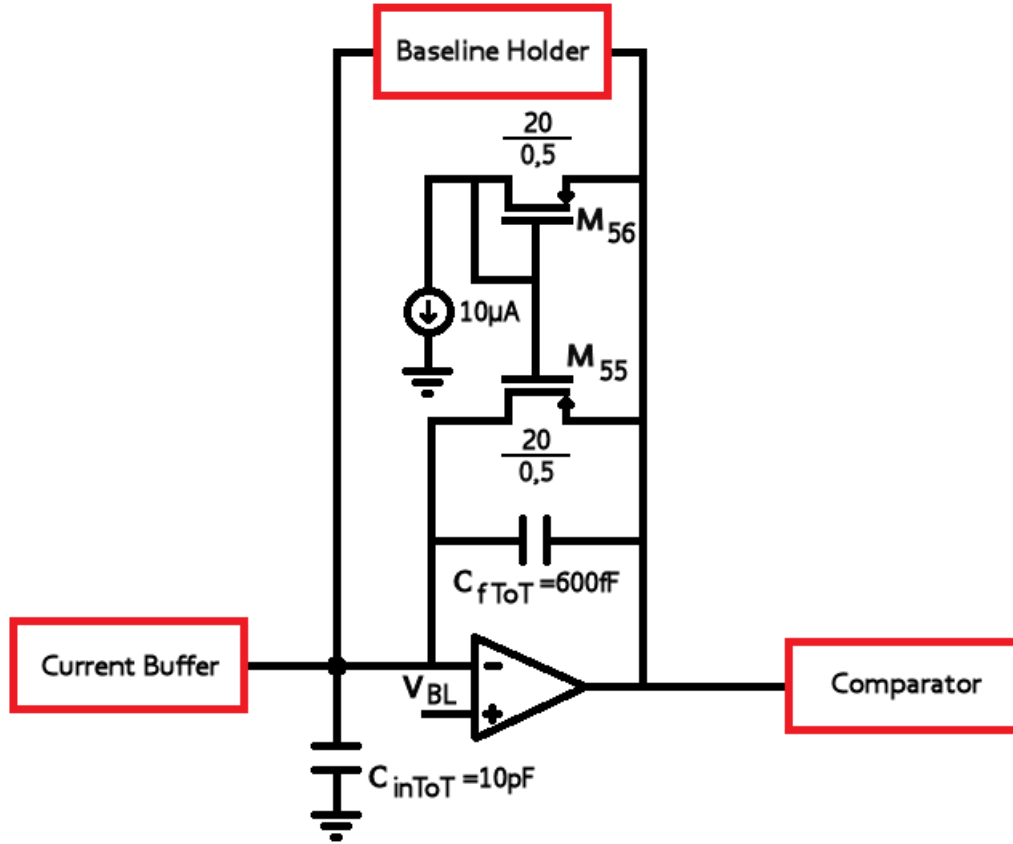 Baseline Holder
20
0,5
M56
10µA
M55
20
0,5
CfToT=600fF
Current Buffer
VBL
-
+
Comparator
CinToT=10pF